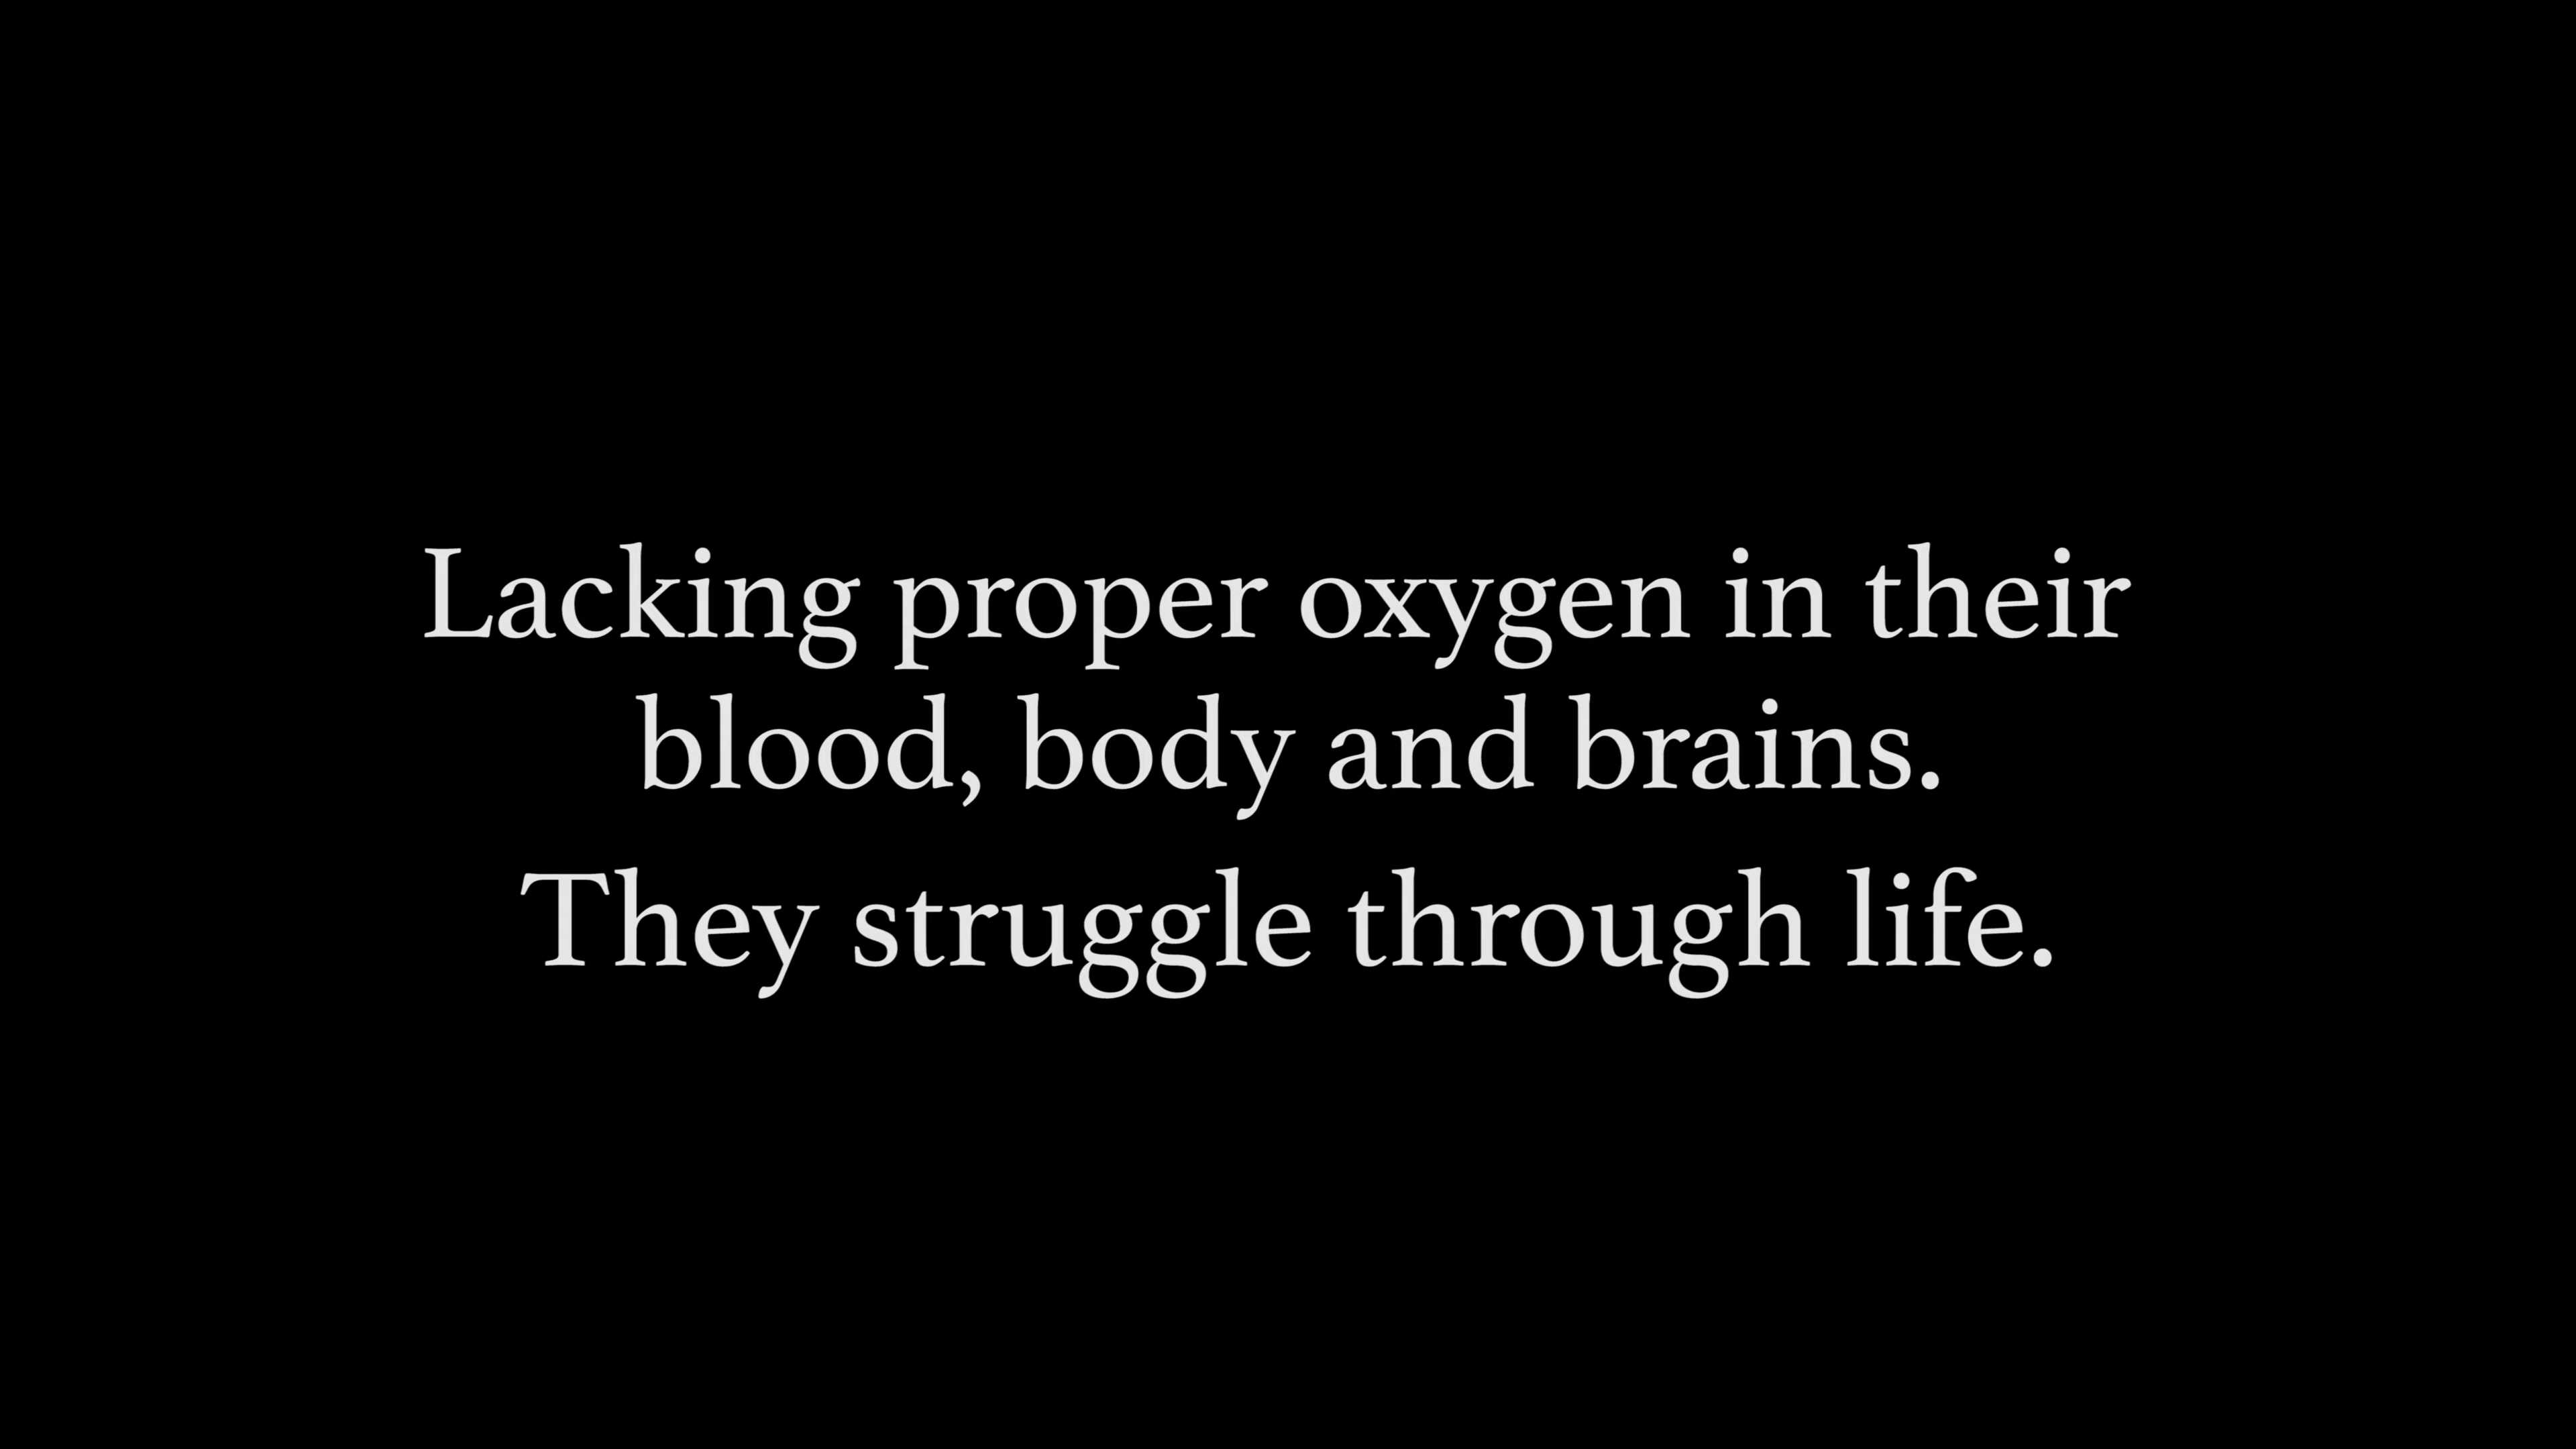 Lacking proper oxygen in their
blood, body and brains.
They struggle through life.